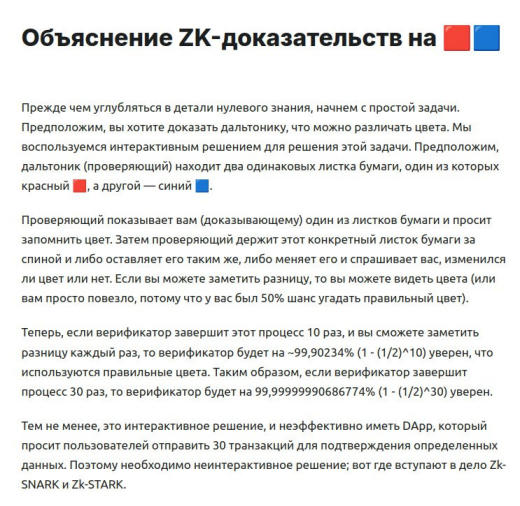 Объяснение ZK-доказательств на 🟥🟦
Прежде чем углубляться в детали нулевого знания, начнем с простой задачи.
Предположим, вы хотите доказать дальтонику, что можно различать цвета. Мы
воспользуемся интерактивным решением для решения этой задачи. Предположим,
дальтоник (проверяющий) находит два одинаковых листка бумаги, один из которых
красный 🟥, а другой — синий 🟦.
Проверяющий показывает вам (доказывающему) один из листков бумаги и просит
запомнить цвет. Затем проверяющий держит этот конкретный листок бумаги за
спиной и либо оставляет его таким же, либо меняет его и спрашивает вас, изменился
ли цвет или нет. Если вы можете заметить разницу, то вы можете видеть цвета (или
вам просто повезло, потому что у вас был 50% шанс угадать правильный цвет).
Теперь, если верификатор завершит этот процесс 10 раз, и вы сможете заметить
разницу каждый раз, то верификатор будет на ~99,90234% (1 - (1/2)^10) уверен, что
используются правильные цвета. Таким образом, если верификатор завершит
процесс 30 раз, то верификатор будет на 99,99999990686774% (1 - (1/2)^30) уверен.
Тем не менее, это интерактивное решение, и неэффективно иметь DApp, который
просит пользователей отправить 30 транзакций для подтверждения определенных
данных. Поэтому необходимо неинтерактивное решение; вот где вступают в дело Zk-
SNARK и Zk-STARK.